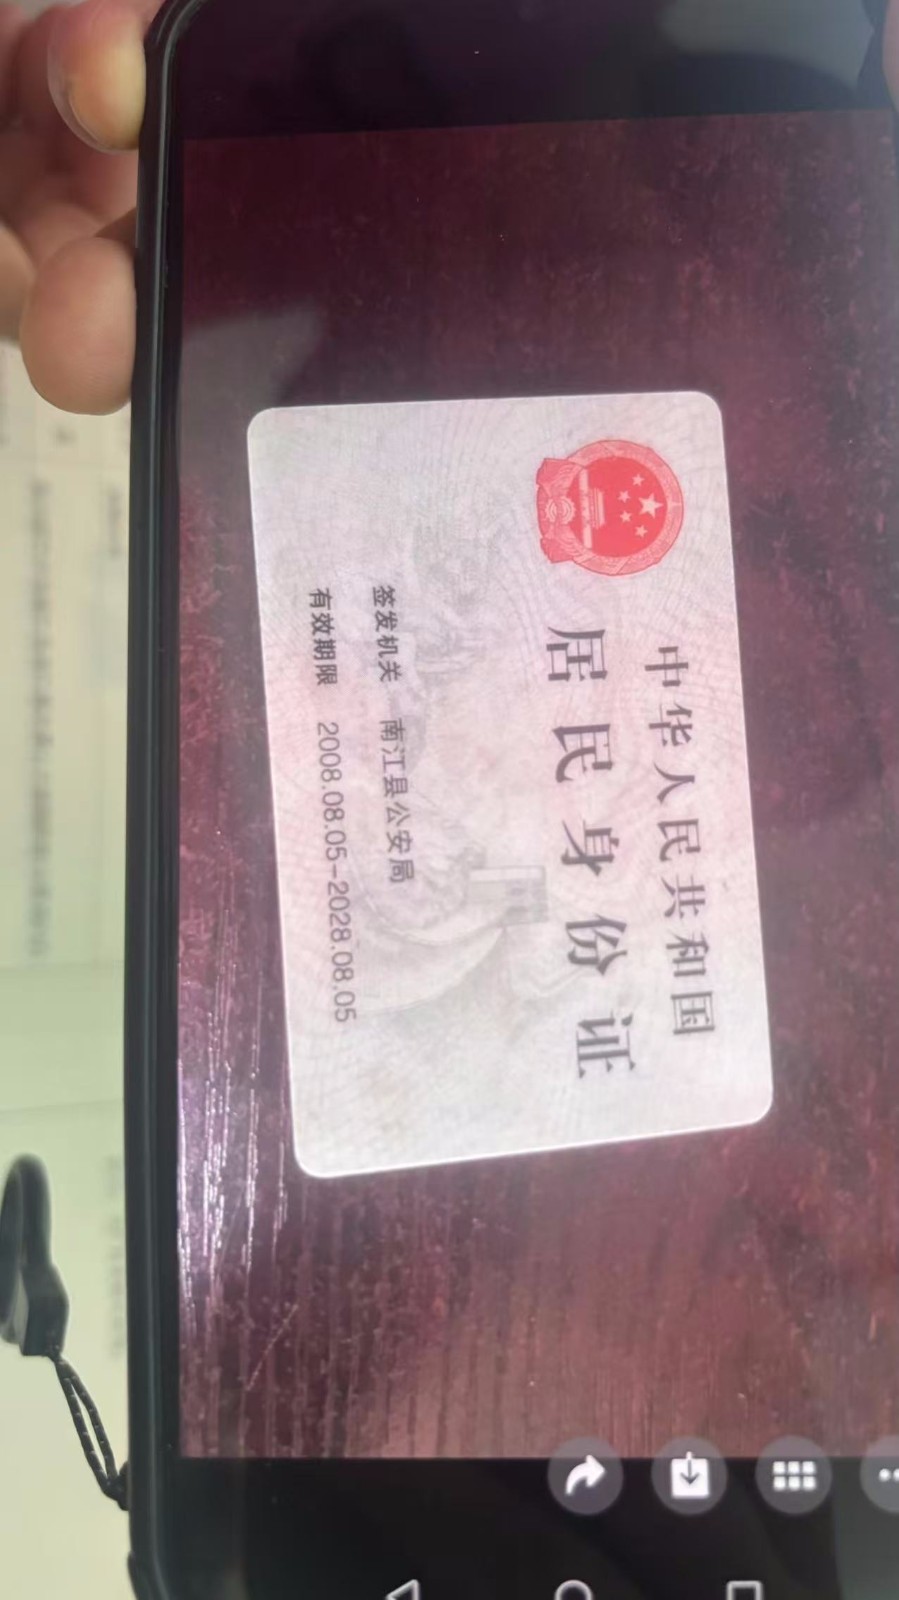 中华人民共和国
居民身份证
签发机关 南江县公安局
有效期限 2008.08.05-2028.08.05